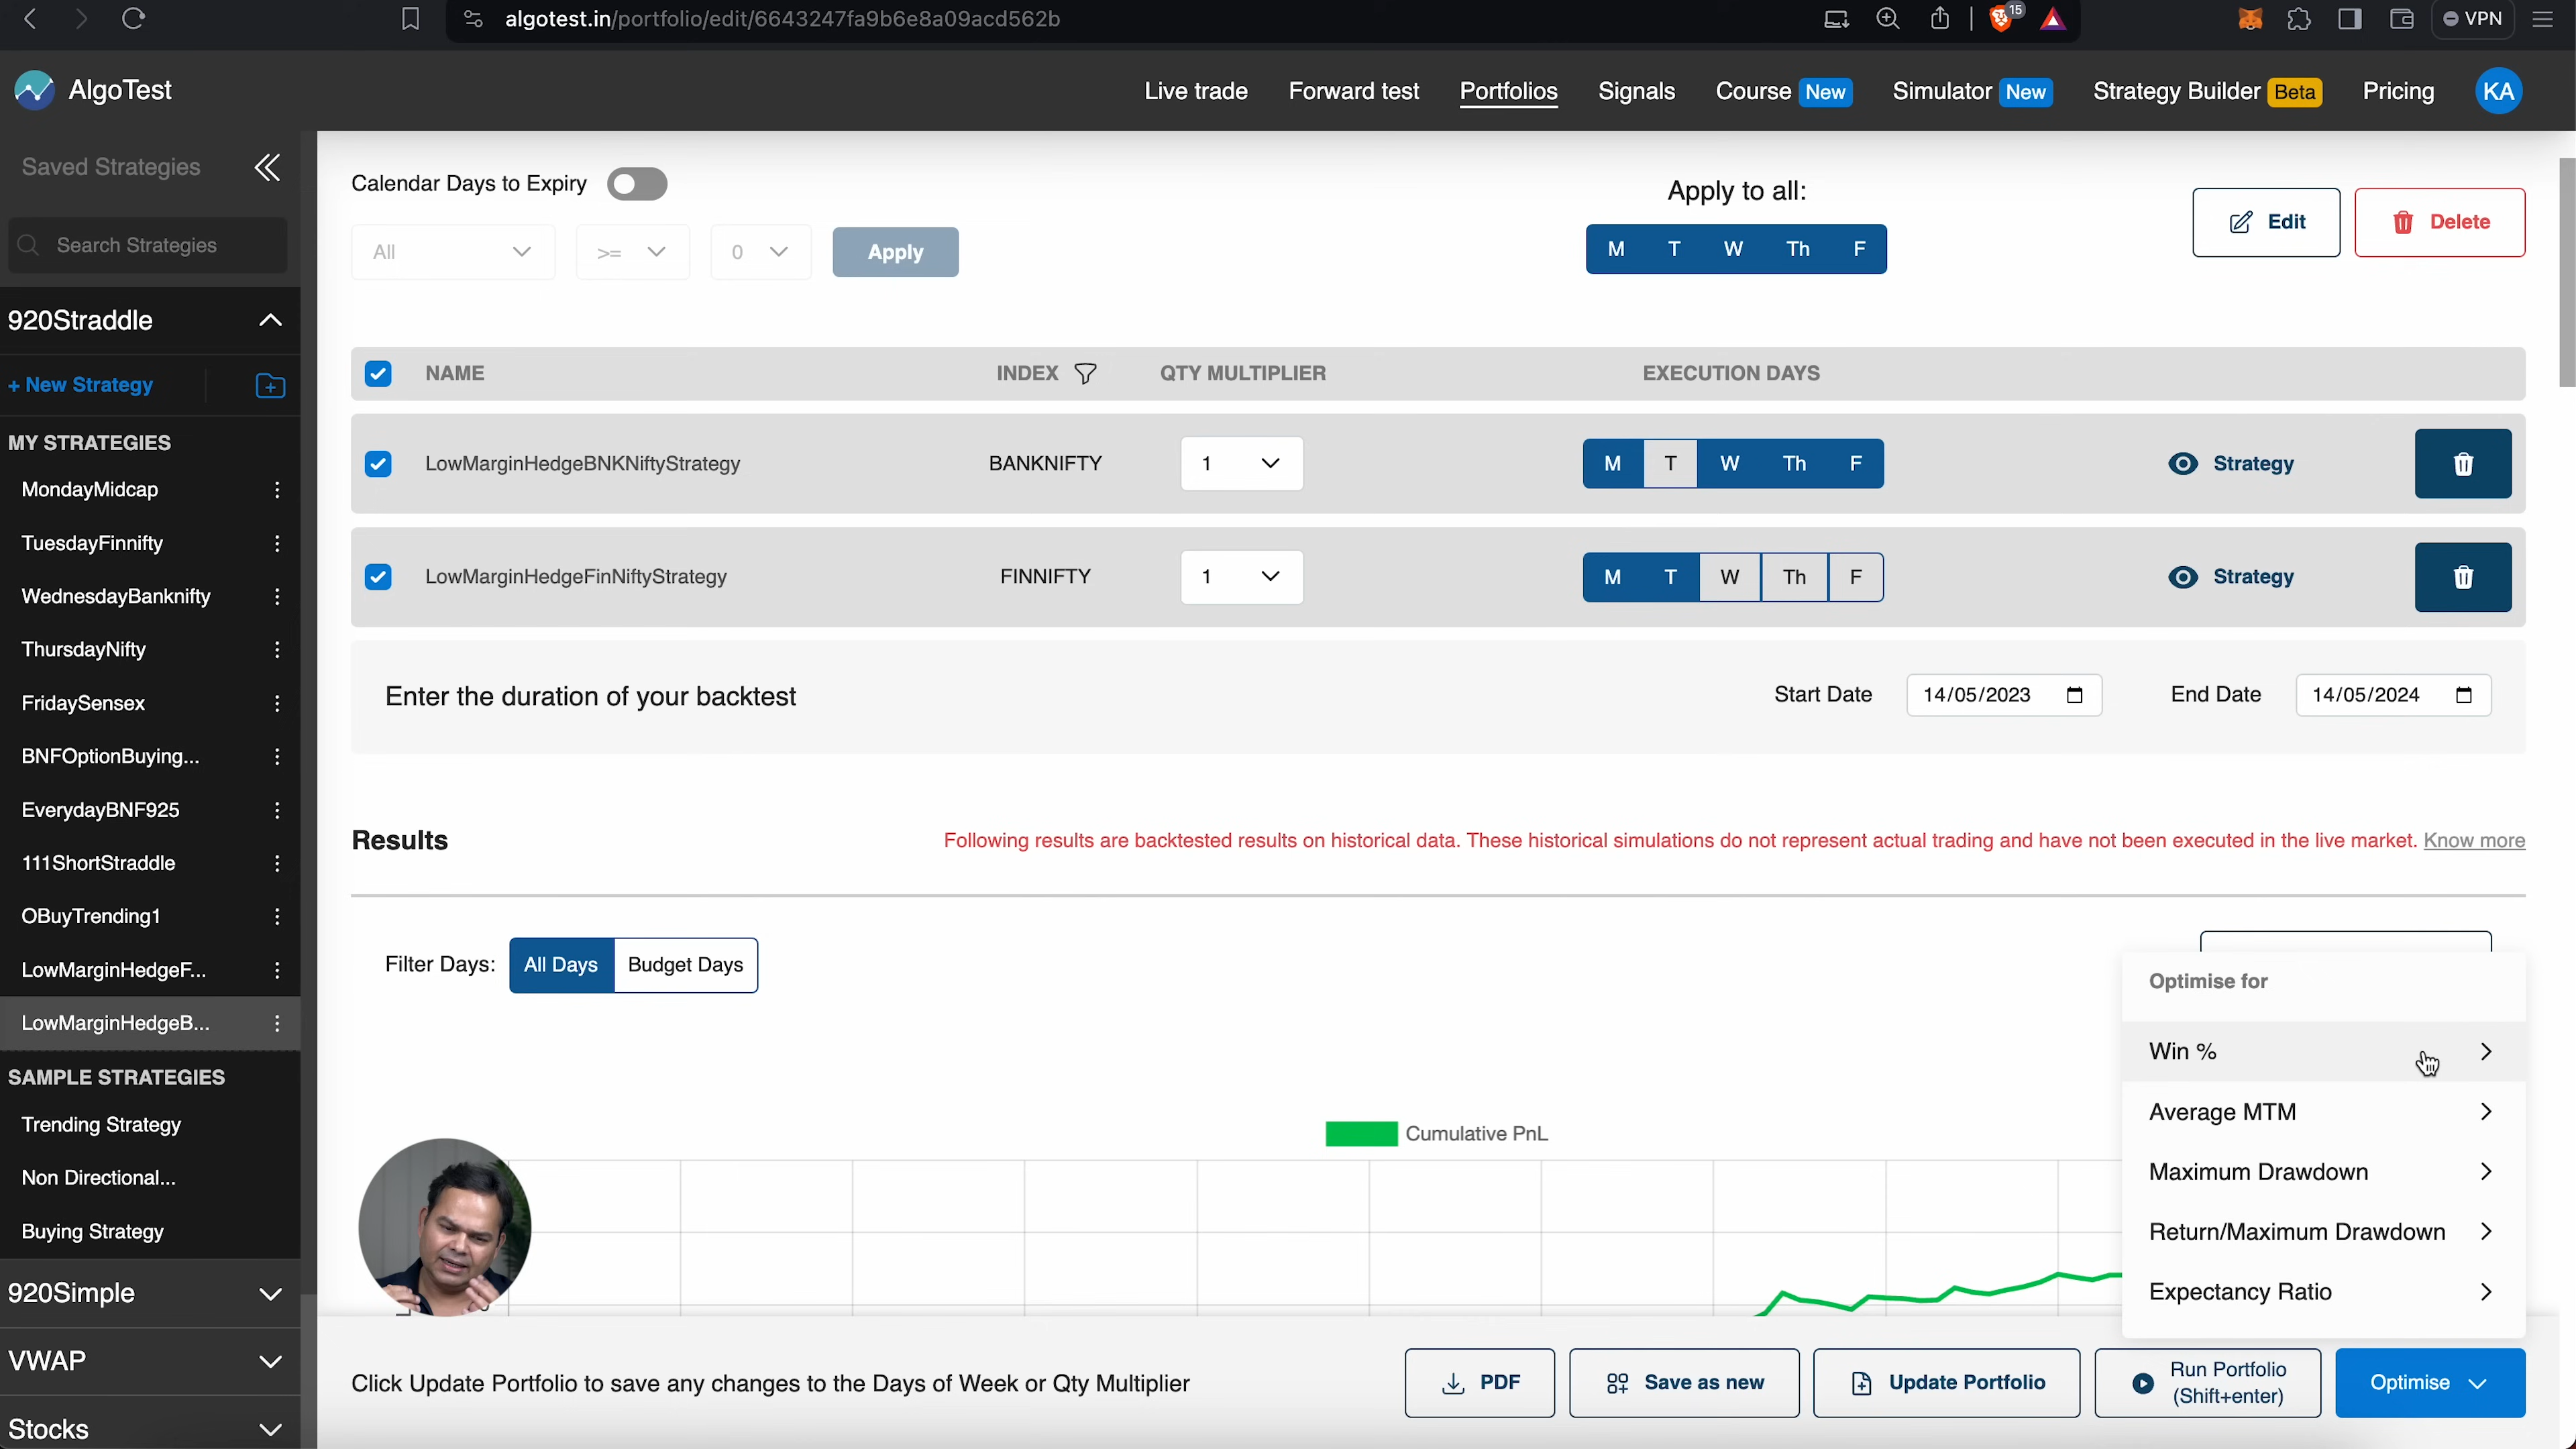 algotest.in/portfolio/edit/6643247fa9b6e8a09acd562b
15
VPN
AlgoTest
Live trade
Forward test
Portfolios
Signals
Course New
Simulator New
Strategy Builder Beta
Pricing
KA
Saved Strategies
Search Strategies
920Straddle
+ New Strategy
MY STRATEGIES
MondayMidcap
TuesdayFinnifty
WednesdayBanknifty
ThursdayNifty
FridaySensex
BNFOptionBuying...
EverydayBNF925
111ShortStraddle
OBuyTrending1
LowMarginHedgeF...
LowMarginHedgeB...
SAMPLE STRATEGIES
Trending Strategy
Non Directional...
Buying Strategy
920Simple
VWAP
Stocks
Calendar Days to Expiry
All
>=
0
Apply
Apply to all:
M T W Th F
Edit
Delete
NAME INDEX QTY MULTIPLIER EXECUTION DAYS
LowMarginHedgeBNKNiftyStrategy BANKNIFTY 1 M T W Th F Strategy
LowMarginHedgeFinNiftyStrategy FINNIFTY 1 M T W Th F Strategy
Enter the duration of your backtest
Start Date 14/05/2023
End Date 14/05/2024
Results
Following results are backtested results on historical data. These historical simulations do not represent actual trading and have not been executed in the live market. Know more
Filter Days: All Days Budget Days
Cumulative PnL
Optimise for
Win %
Average MTM
Maximum Drawdown
Return/Maximum Drawdown
Expectancy Ratio
Click Update Portfolio to save any changes to the Days of Week or Qty Multiplier
PDF
Save as new
Update Portfolio
Run Portfolio
(Shift+enter)
Optimise